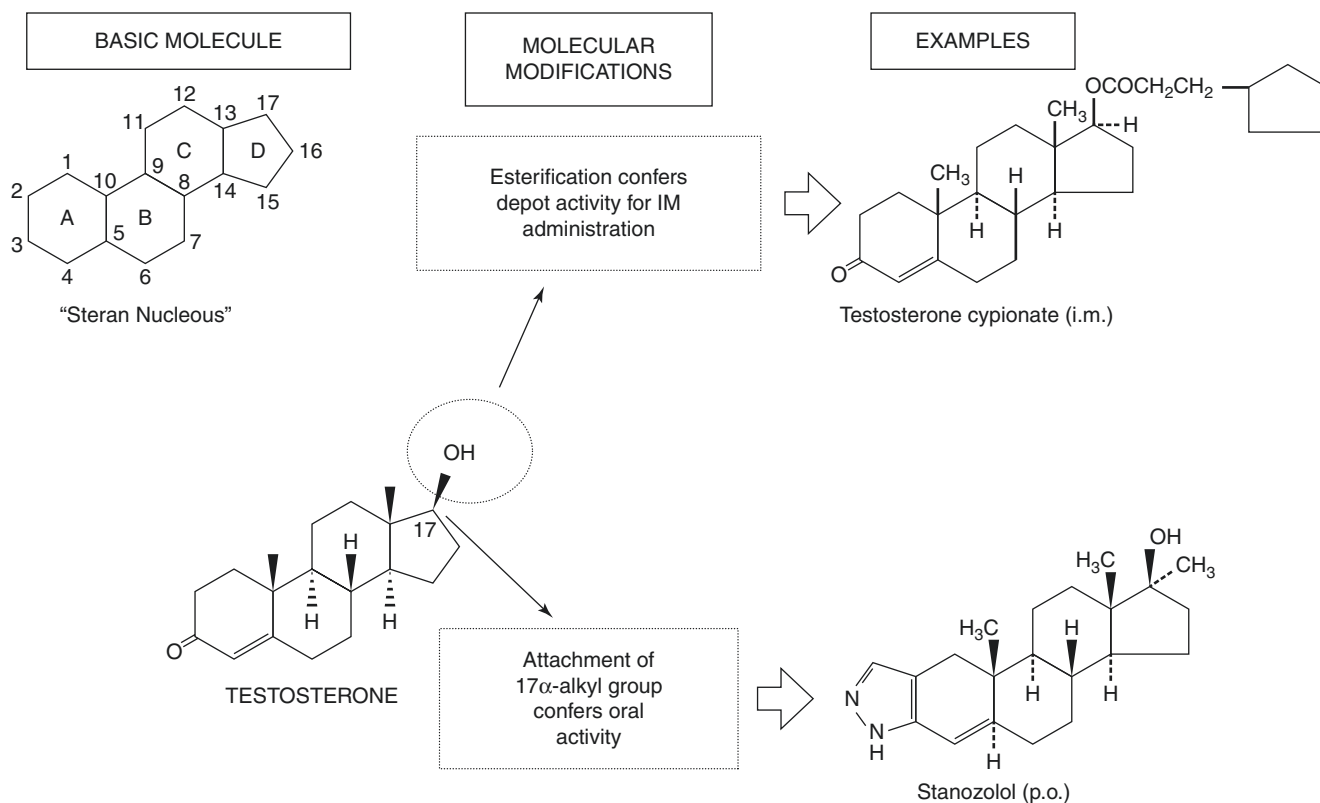 BASIC MOLECULE
MOLECULAR
MODIFICATIONS
EXAMPLES
12
17
11
13
C
D
16
1
9
10
8
14
15
2
A
B
3
5
7
4
6
"Steran Nucleous"
Esterification confers
depot activity for IM
administration
OCOCH₂CH₂
CH₃
H
CH₃
H
H
H
O
Testosterone cypionate (i.m.)
OH
17
H
H
H
O
TESTOSTERONE
Attachment of
17α-alkyl group
confers oral
activity
OH
H₃C
CH₃
H₃C
H
H
H
N
N
H
H
Stanozolol (p.o.)